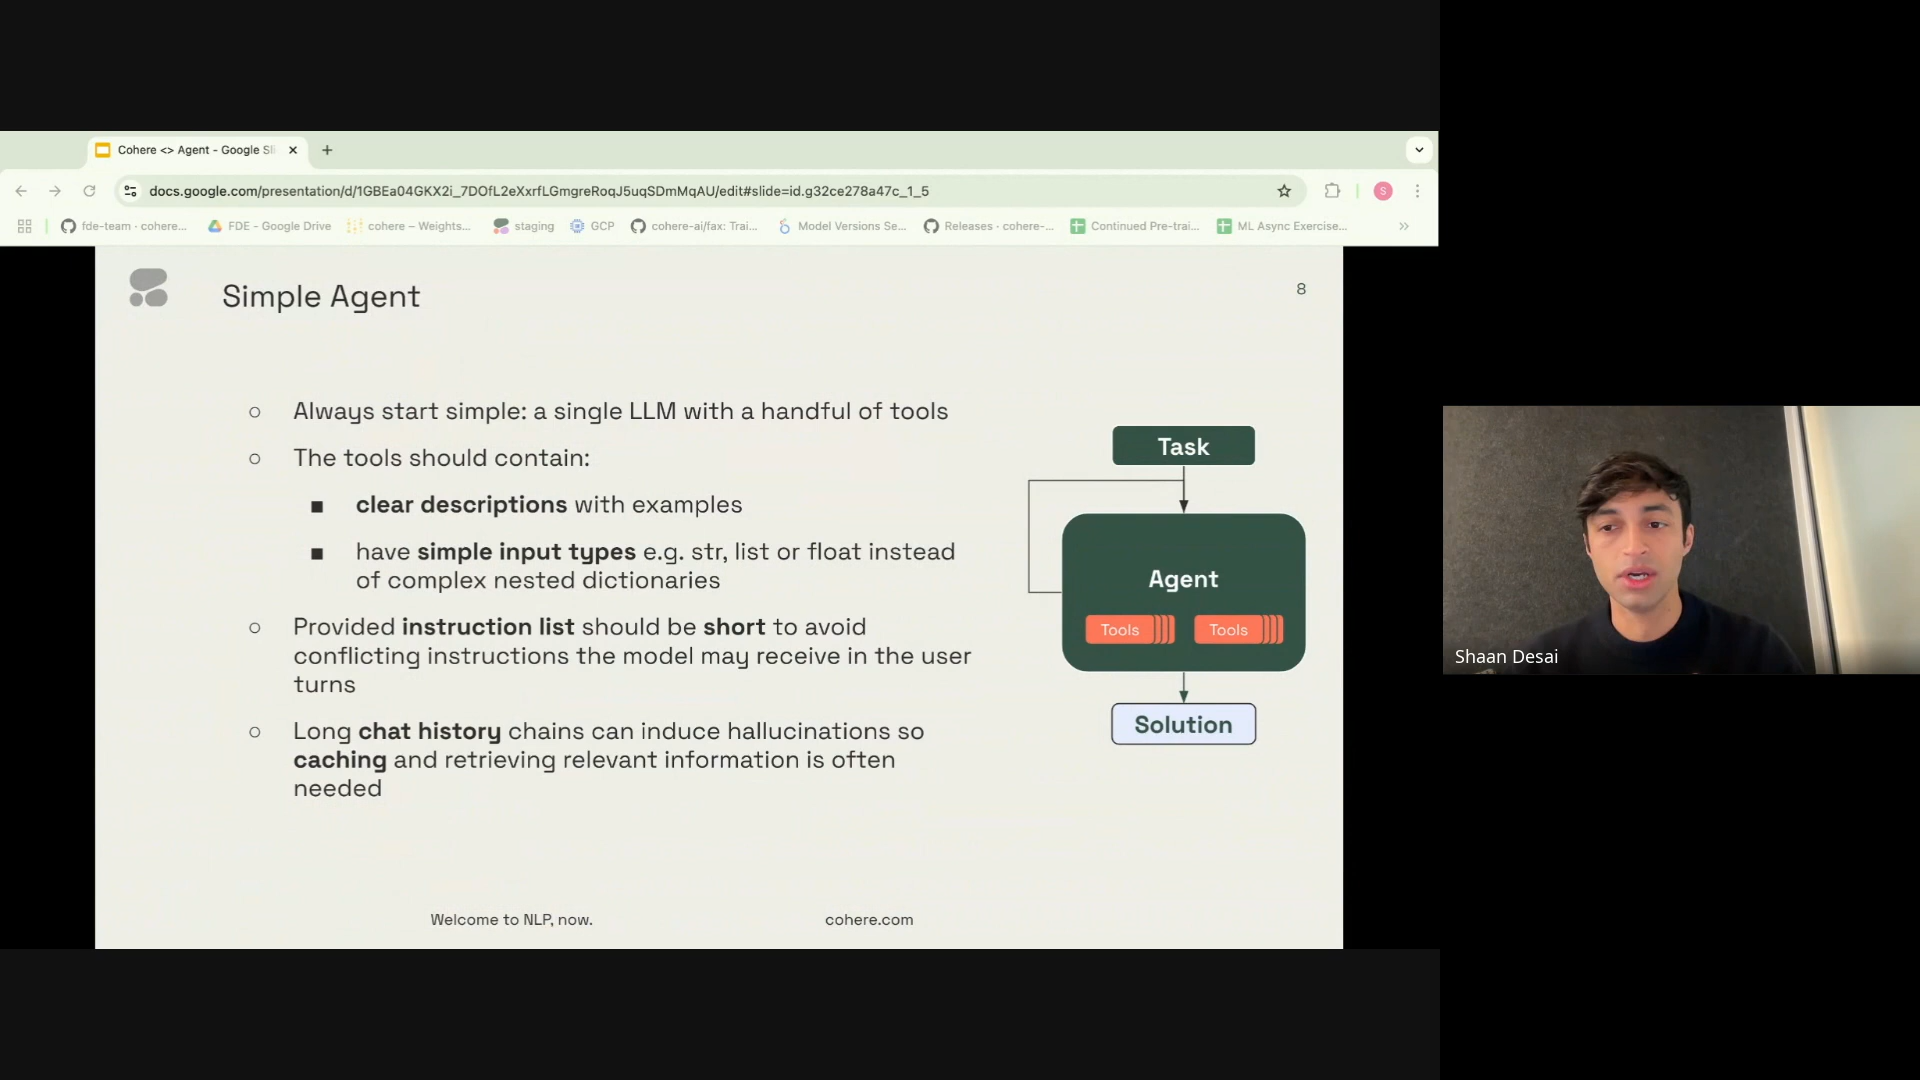 Cohere <> Agent - Google Sli
docs.google.com/presentation/d/1GBEa04GKX2i_7DOfL2eXxrfLGmgreRoqJ5uqSDmMqAU/edit#slide=id.g32ce278a47c_1_5
S
fde-team · cohere...
FDE - Google Drive
cohere – Weights...
staging
GCP
cohere-ai/fax: Trai...
Model Versions Se...
Releases · cohere-...
Continued Pre-trai...
ML Async Exercise...
Simple Agent
8
Always start simple: a single LLM with a handful of tools
The tools should contain:
clear descriptions with examples
have simple input types e.g. str, list or float instead
of complex nested dictionaries
Provided instruction list should be short to avoid
conflicting instructions the model may receive in the user
turns
Long chat history chains can induce hallucinations so
caching and retrieving relevant information is often
needed
Task
Agent
Tools
Tools
Solution
Welcome to NLP, now.
cohere.com
Shaan Desai